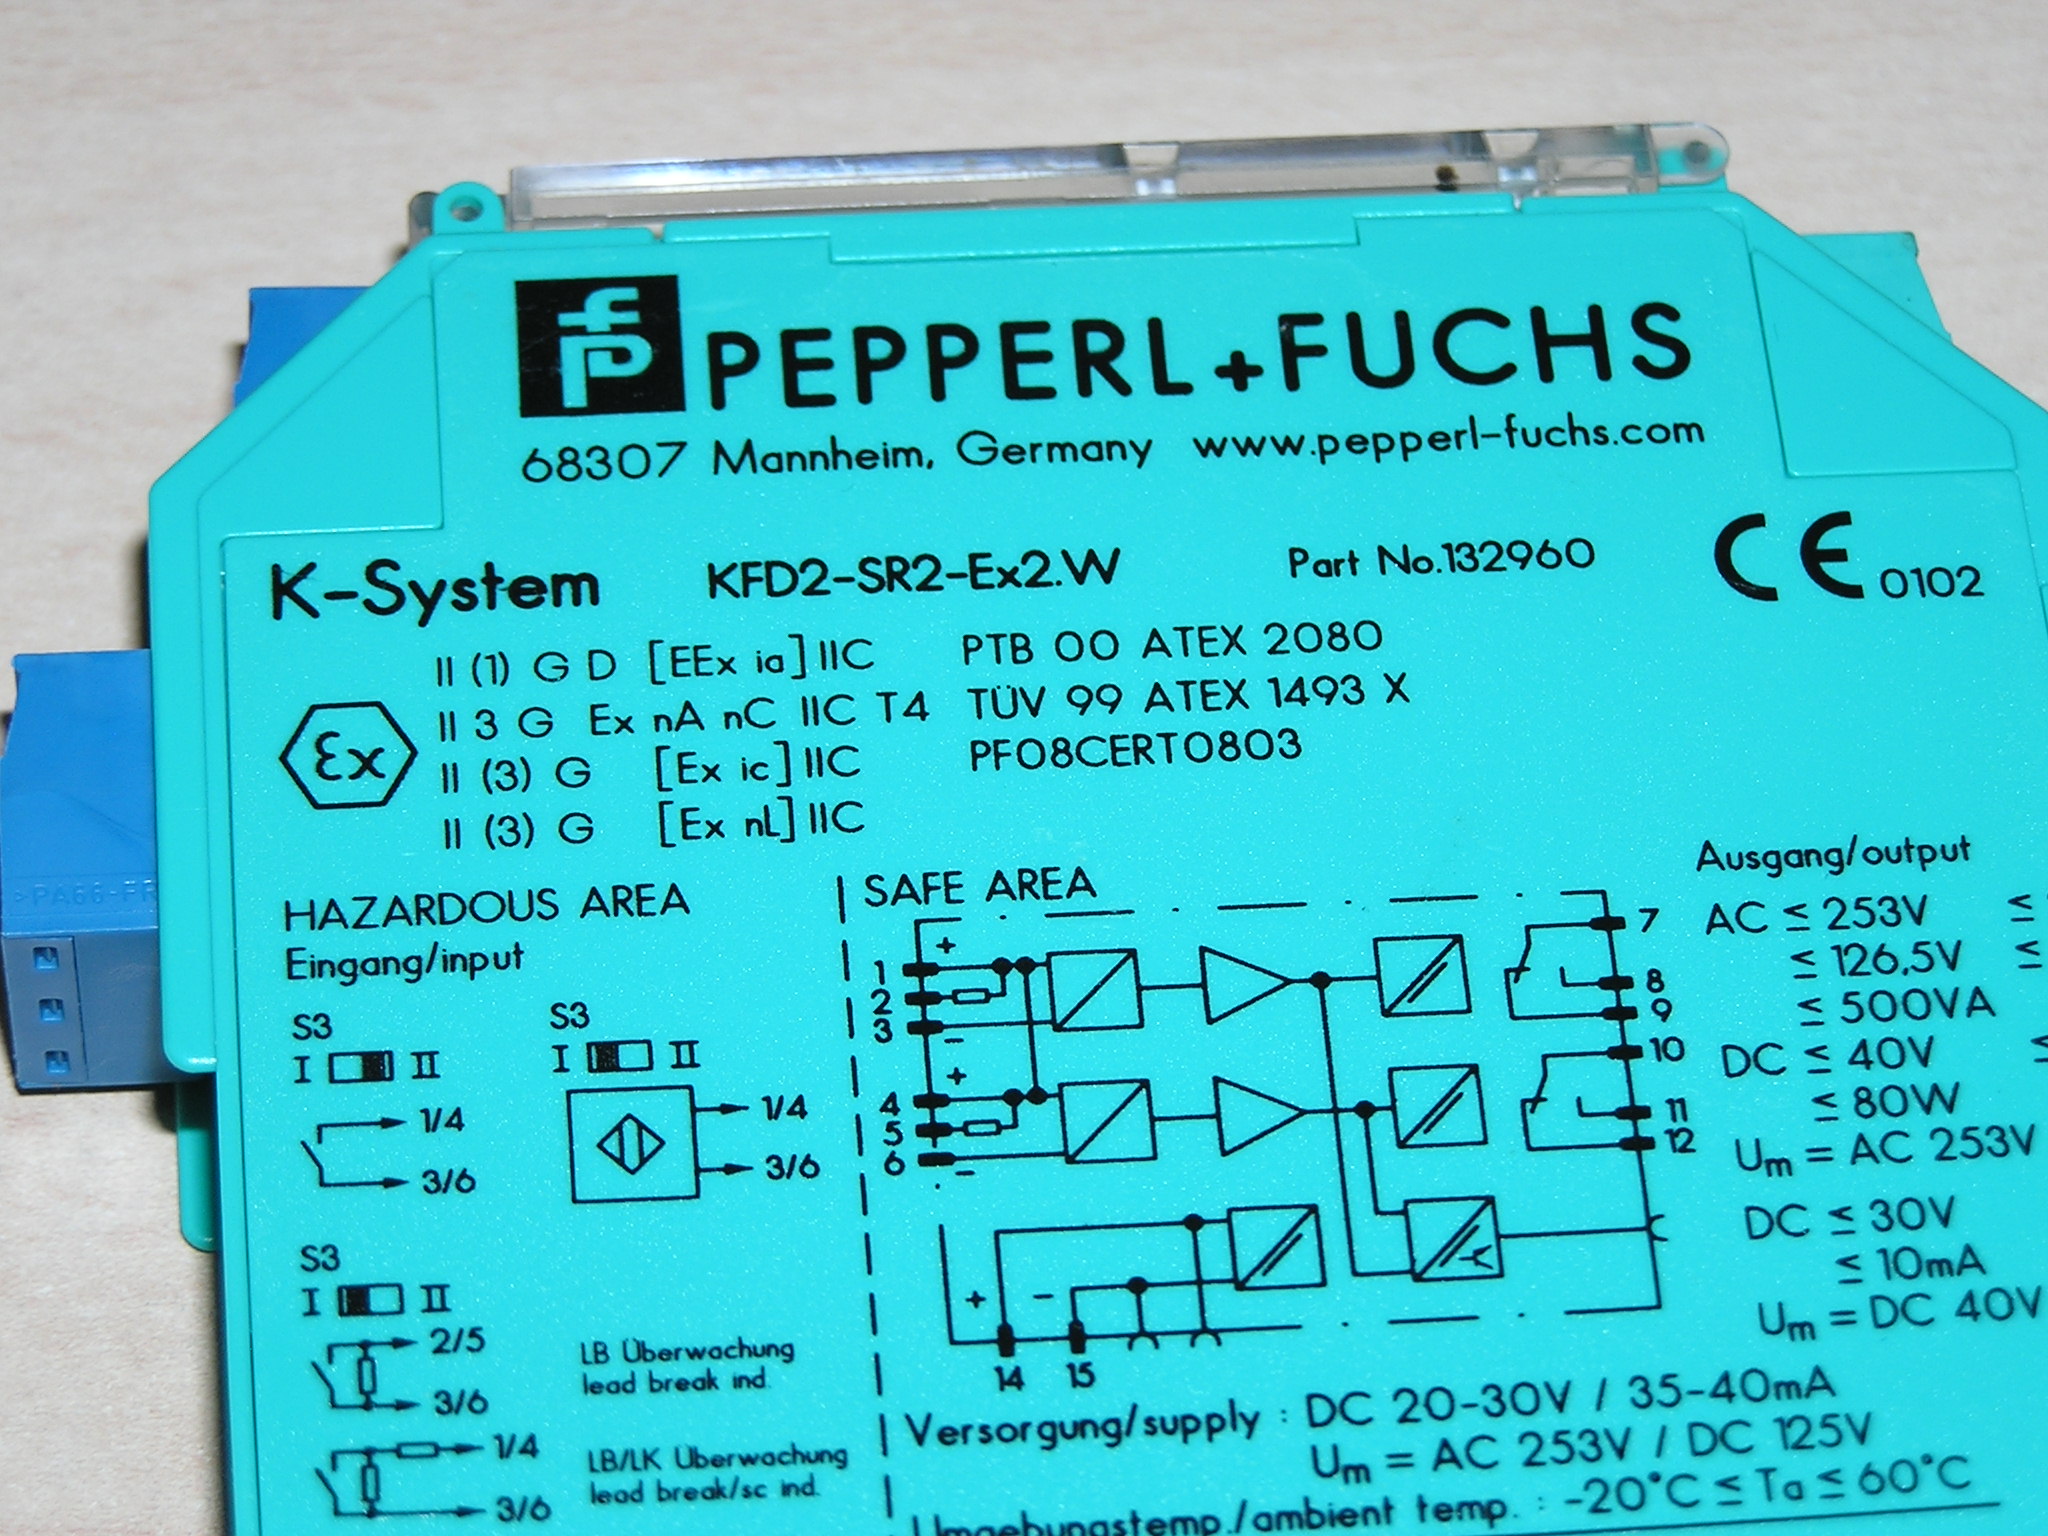 fp PEPPERL+FUCHS
68307 Mannheim, Germany www.pepperl-fuchs.com
K-System KFD2-SR2-Ex2.W Part No.132960 CE 0102
II (1) G D [EEx ia] IIC PTB 00 ATEX 2080
II 3 G Ex nA nC IIC T4 TÜV 99 ATEX 1493 X
Ex
II (3) G [Ex ic] IIC PF08CERT0803
II (3) G [Ex nL] IIC
HAZARDOUS AREA
Eingang/input
S3
I II
1/4
3/6
S3
I II
1/4
3/6
S3
I II
2/5
3/6
LB Überwachung
lead break ind.
1/4
3/6
LB/LK Überwachung
lead break/sc ind.
SAFE AREA
+
1
2
3
-
+
4
5
6
-
7
8
9
10
11
12
+ -
14 15
Ausgang/output
AC ≤ 253V ≤
≤ 126,5V ≤
≤ 500VA
DC ≤ 40V ≤
≤ 80W
Um = AC 253V
DC ≤ 30V
≤ 10mA
Um = DC 40V
Versorgung/supply : DC 20-30V / 35-40mA
Um = AC 253V / DC 125V
Umgebungstemp./ambient temp. : -20°C ≤ Ta ≤ 60°C
>PA66-FR